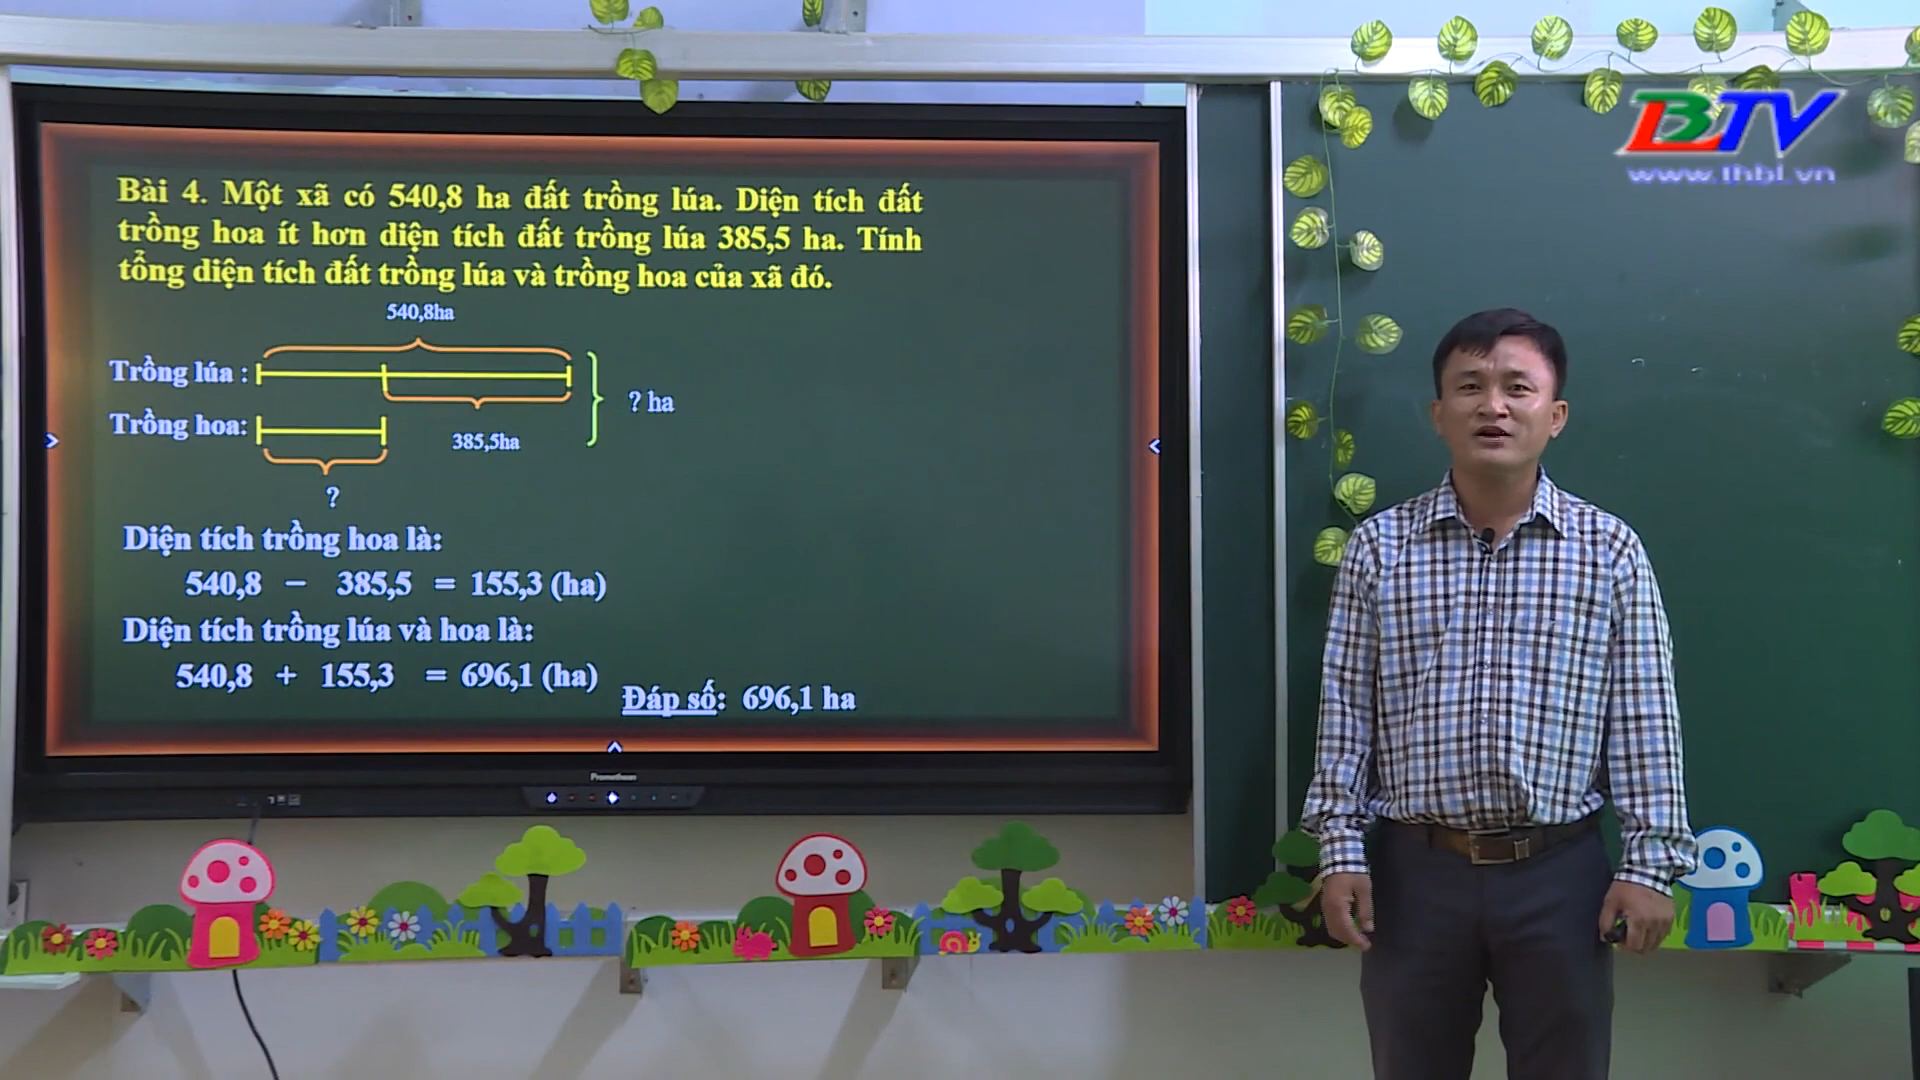 BTV
www.thbl.vn
Bài 4. Một xã có 540,8 ha đất trồng lúa. Diện tích đất
trồng hoa ít hơn diện tích đất trồng lúa 385,5 ha. Tính
tổng diện tích đất trồng lúa và trồng hoa của xã đó.
540,8ha
Trồng lúa :
? ha
Trồng hoa:
385,5ha
?
Diện tích trồng hoa là:
540,8 − 385,5 = 155,3 (ha)
Diện tích trồng lúa và hoa là:
540,8 + 155,3 = 696,1 (ha)
Đáp số: 696,1 ha
Promethean